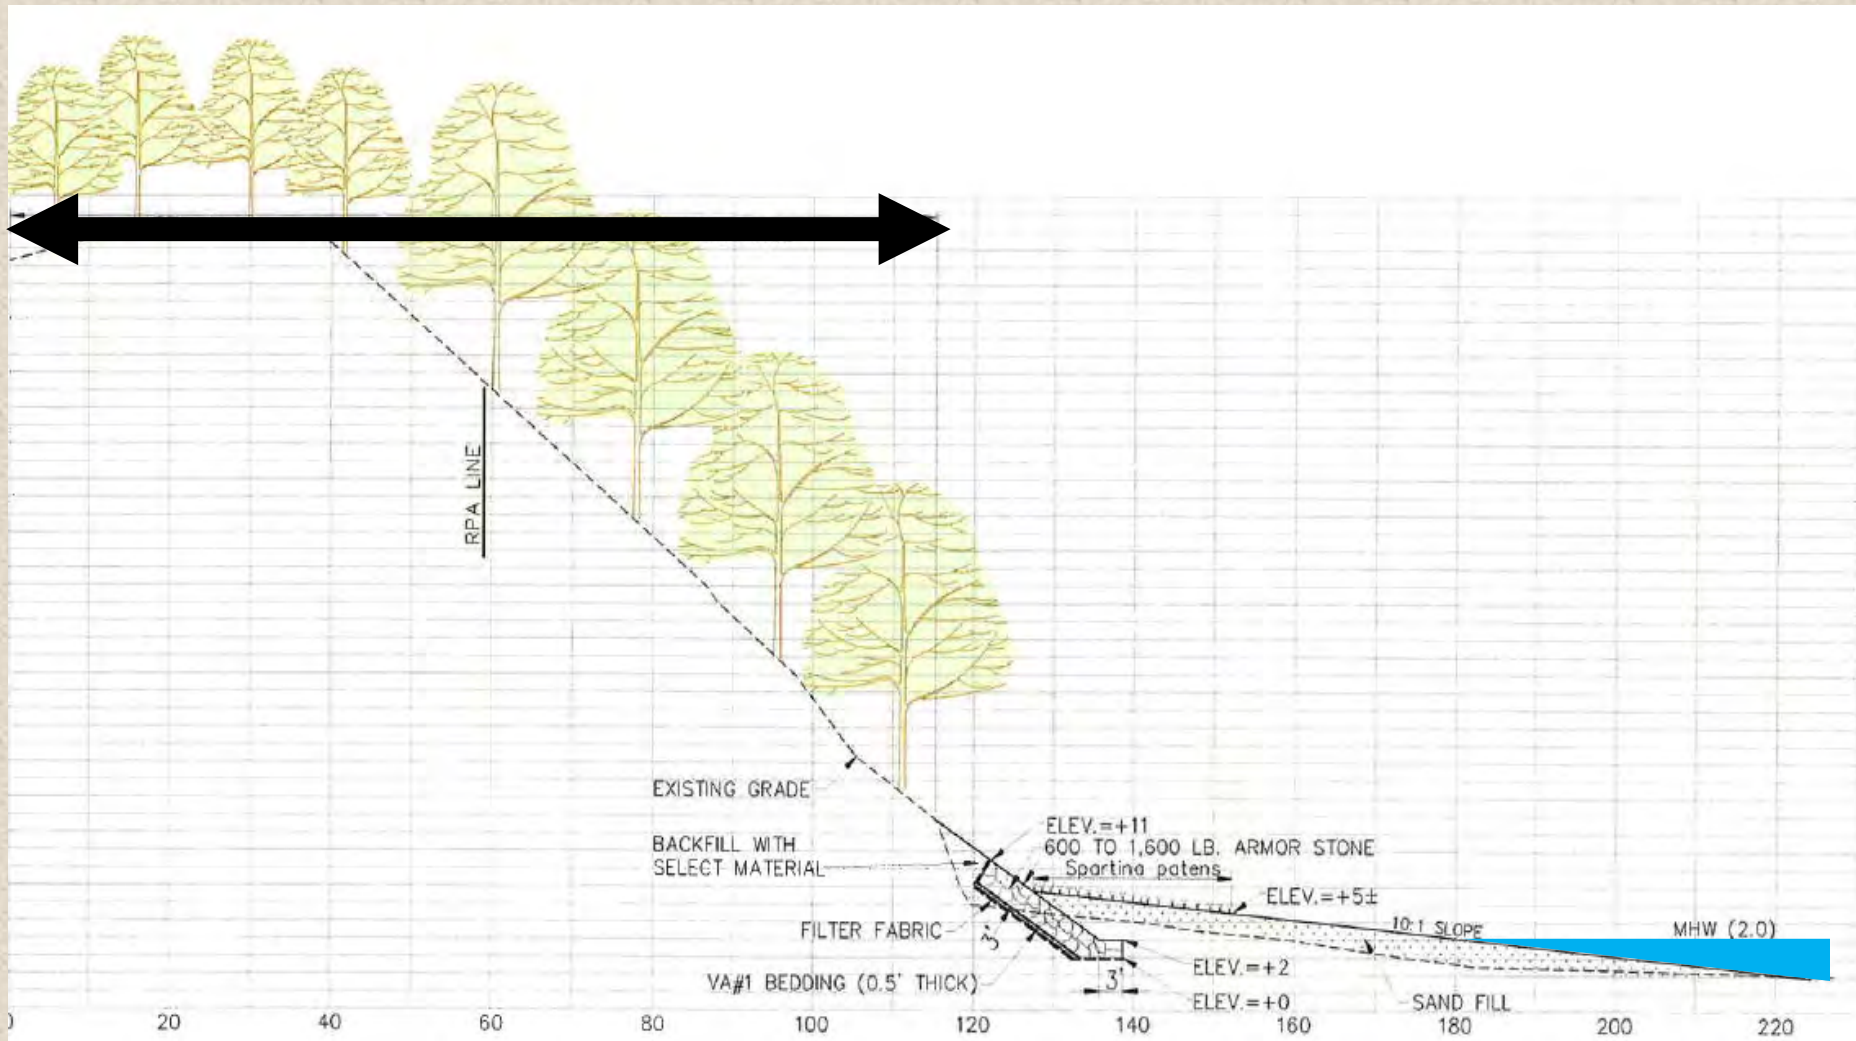 RPA LINE
EXISTING GRADE
BACKFILL WITH
SELECT MATERIAL
ELEV.=+11
600 TO 1,600 LB. ARMOR STONE
Spartina patens
ELEV.=+5±
10:1 SLOPE
MHW (2.0)
FILTER FABRIC
ELEV.=+2
VA#1 BEDDING (0.5' THICK)
3'
ELEV.=+0
SAND FILL
0 20 40 60 80 100 120 140 160 180 200 220